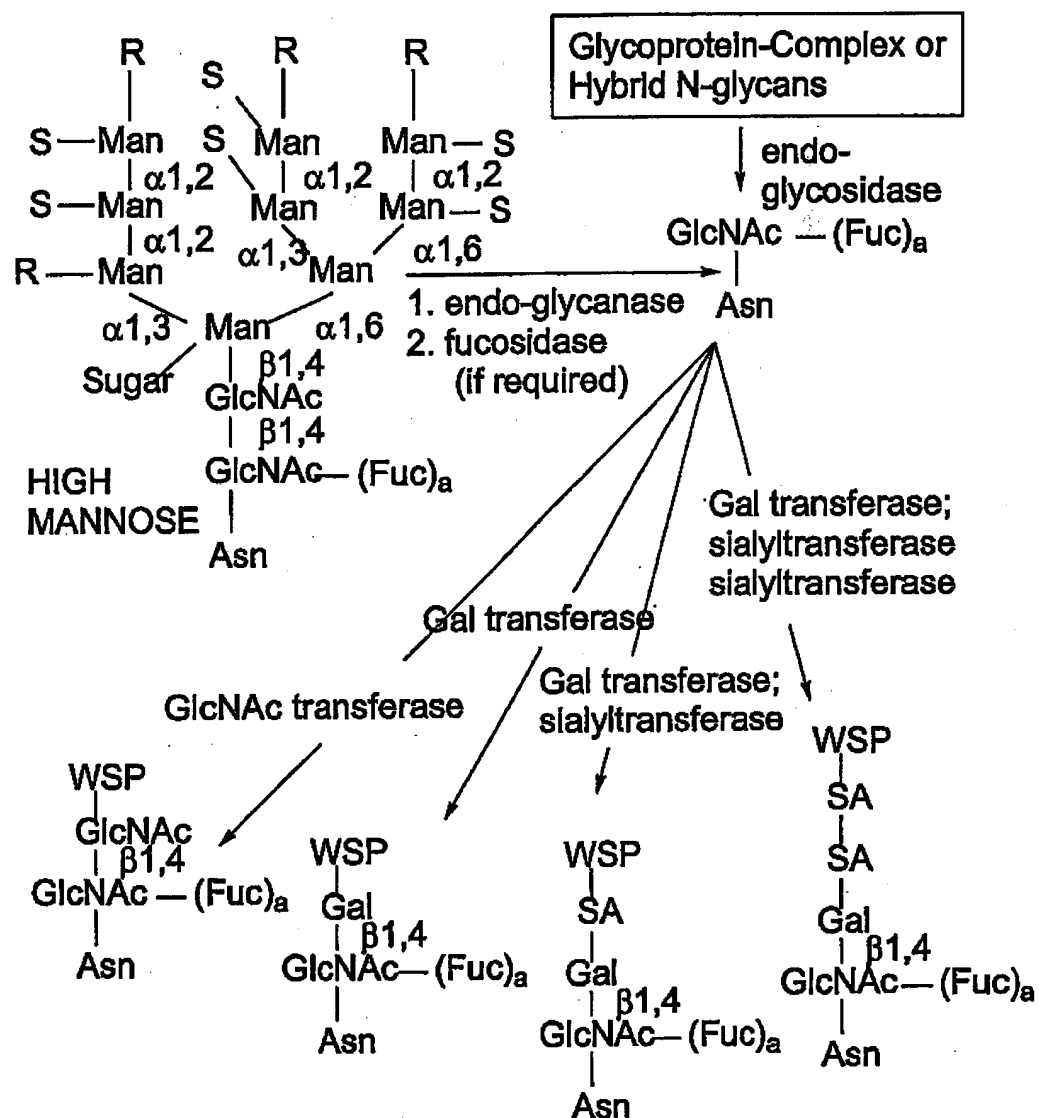 R
R
R
S
S—Man
S
Man
Man—S
α1,2
α1,2
α1,2
S—Man
Man
Man—S
α1,2
α1,3
α1,6
R—Man
Man
α1,3
Man
α1,6
Sugar
β1,4
GlcNAc
β1,4
GlcNAc—(Fuc)a
HIGH
MANNOSE
Asn
Glycoprotein-Complex or
Hybrid N-glycans
endo-
glycosidase
GlcNAc—(Fuc)a
Asn
1. endo-glycanase
2. fucosidase
(if required)
GlcNAc transferase
Gal transferase
Gal transferase;
sialyltransferase
Gal transferase;
sialyltransferase
sialyltransferase
WSP
GlcNAc
β1,4
GlcNAc—(Fuc)a
Asn
WSP
Gal
β1,4
GlcNAc—(Fuc)a
Asn
WSP
SA
Gal
β1,4
GlcNAc—(Fuc)a
Asn
WSP
SA
SA
Gal
β1,4
GlcNAc—(Fuc)a
Asn